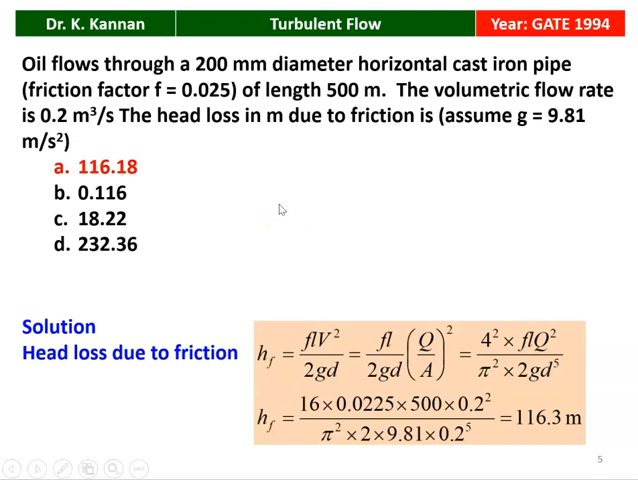 Dr. K. Kannan Turbulent Flow Year: GATE 1994
Oil flows through a 200 mm diameter horizontal cast iron pipe
(friction factor f = 0.025) of length 500 m. The volumetric flow rate
is 0.2 m³/s The head loss in m due to friction is (assume g = 9.81
m/s²)
a. 116.18
b. 0.116
c. 18.22
d. 232.36
Solution
Head loss due to friction
h_f = flV²/2gd = fl/2gd (Q/A)² = 4² × flQ²/π² × 2gd⁵
h_f = 16 × 0.0225 × 500 × 0.2²/π² × 2 × 9.81 × 0.2⁵ = 116.3 m
5